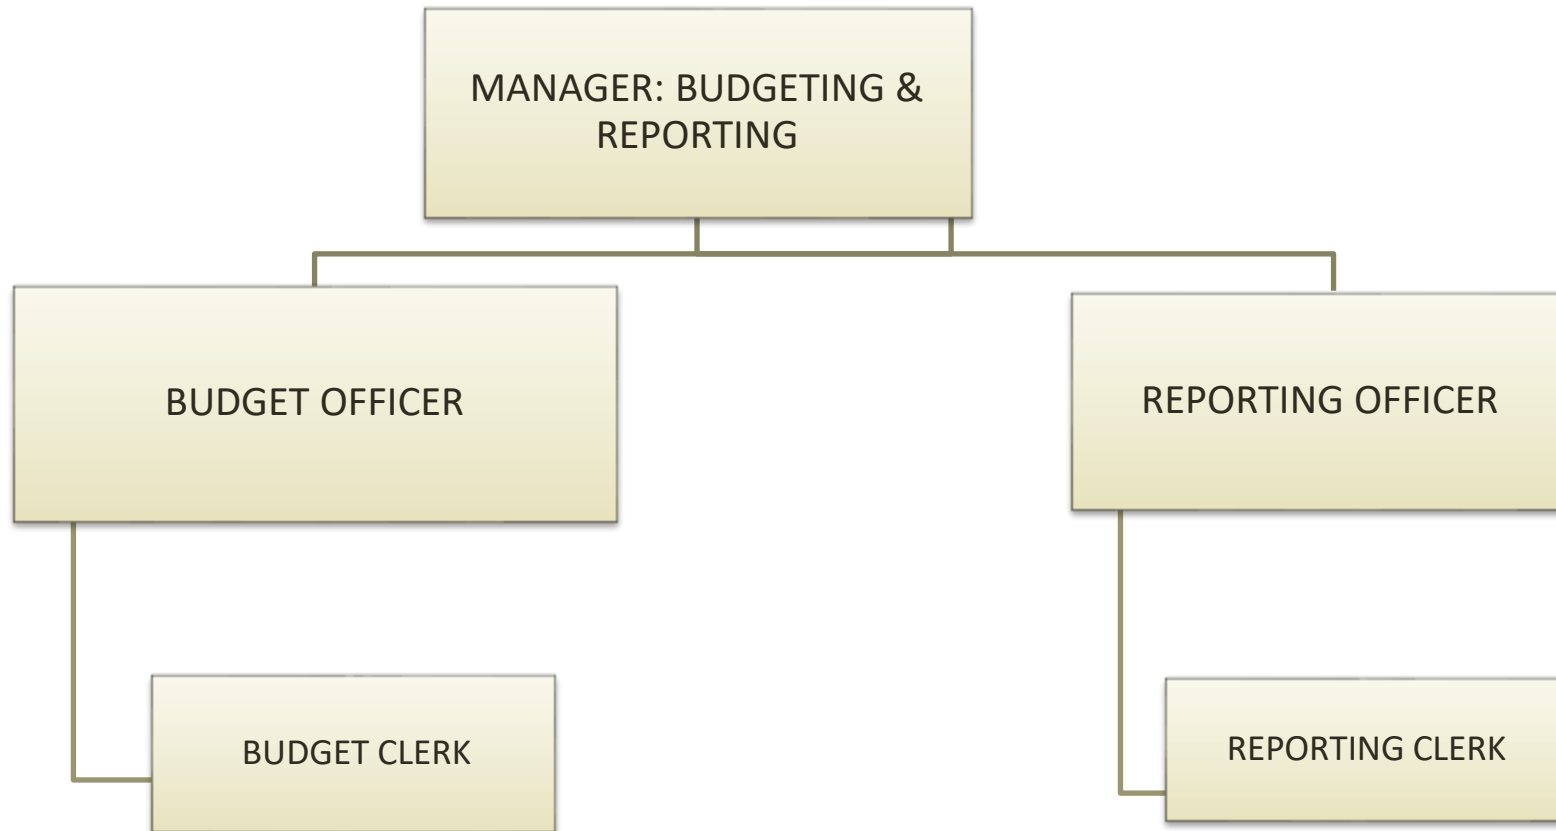 MANAGER: BUDGETING &
REPORTING
BUDGET OFFICER
REPORTING OFFICER
BUDGET CLERK
REPORTING CLERK